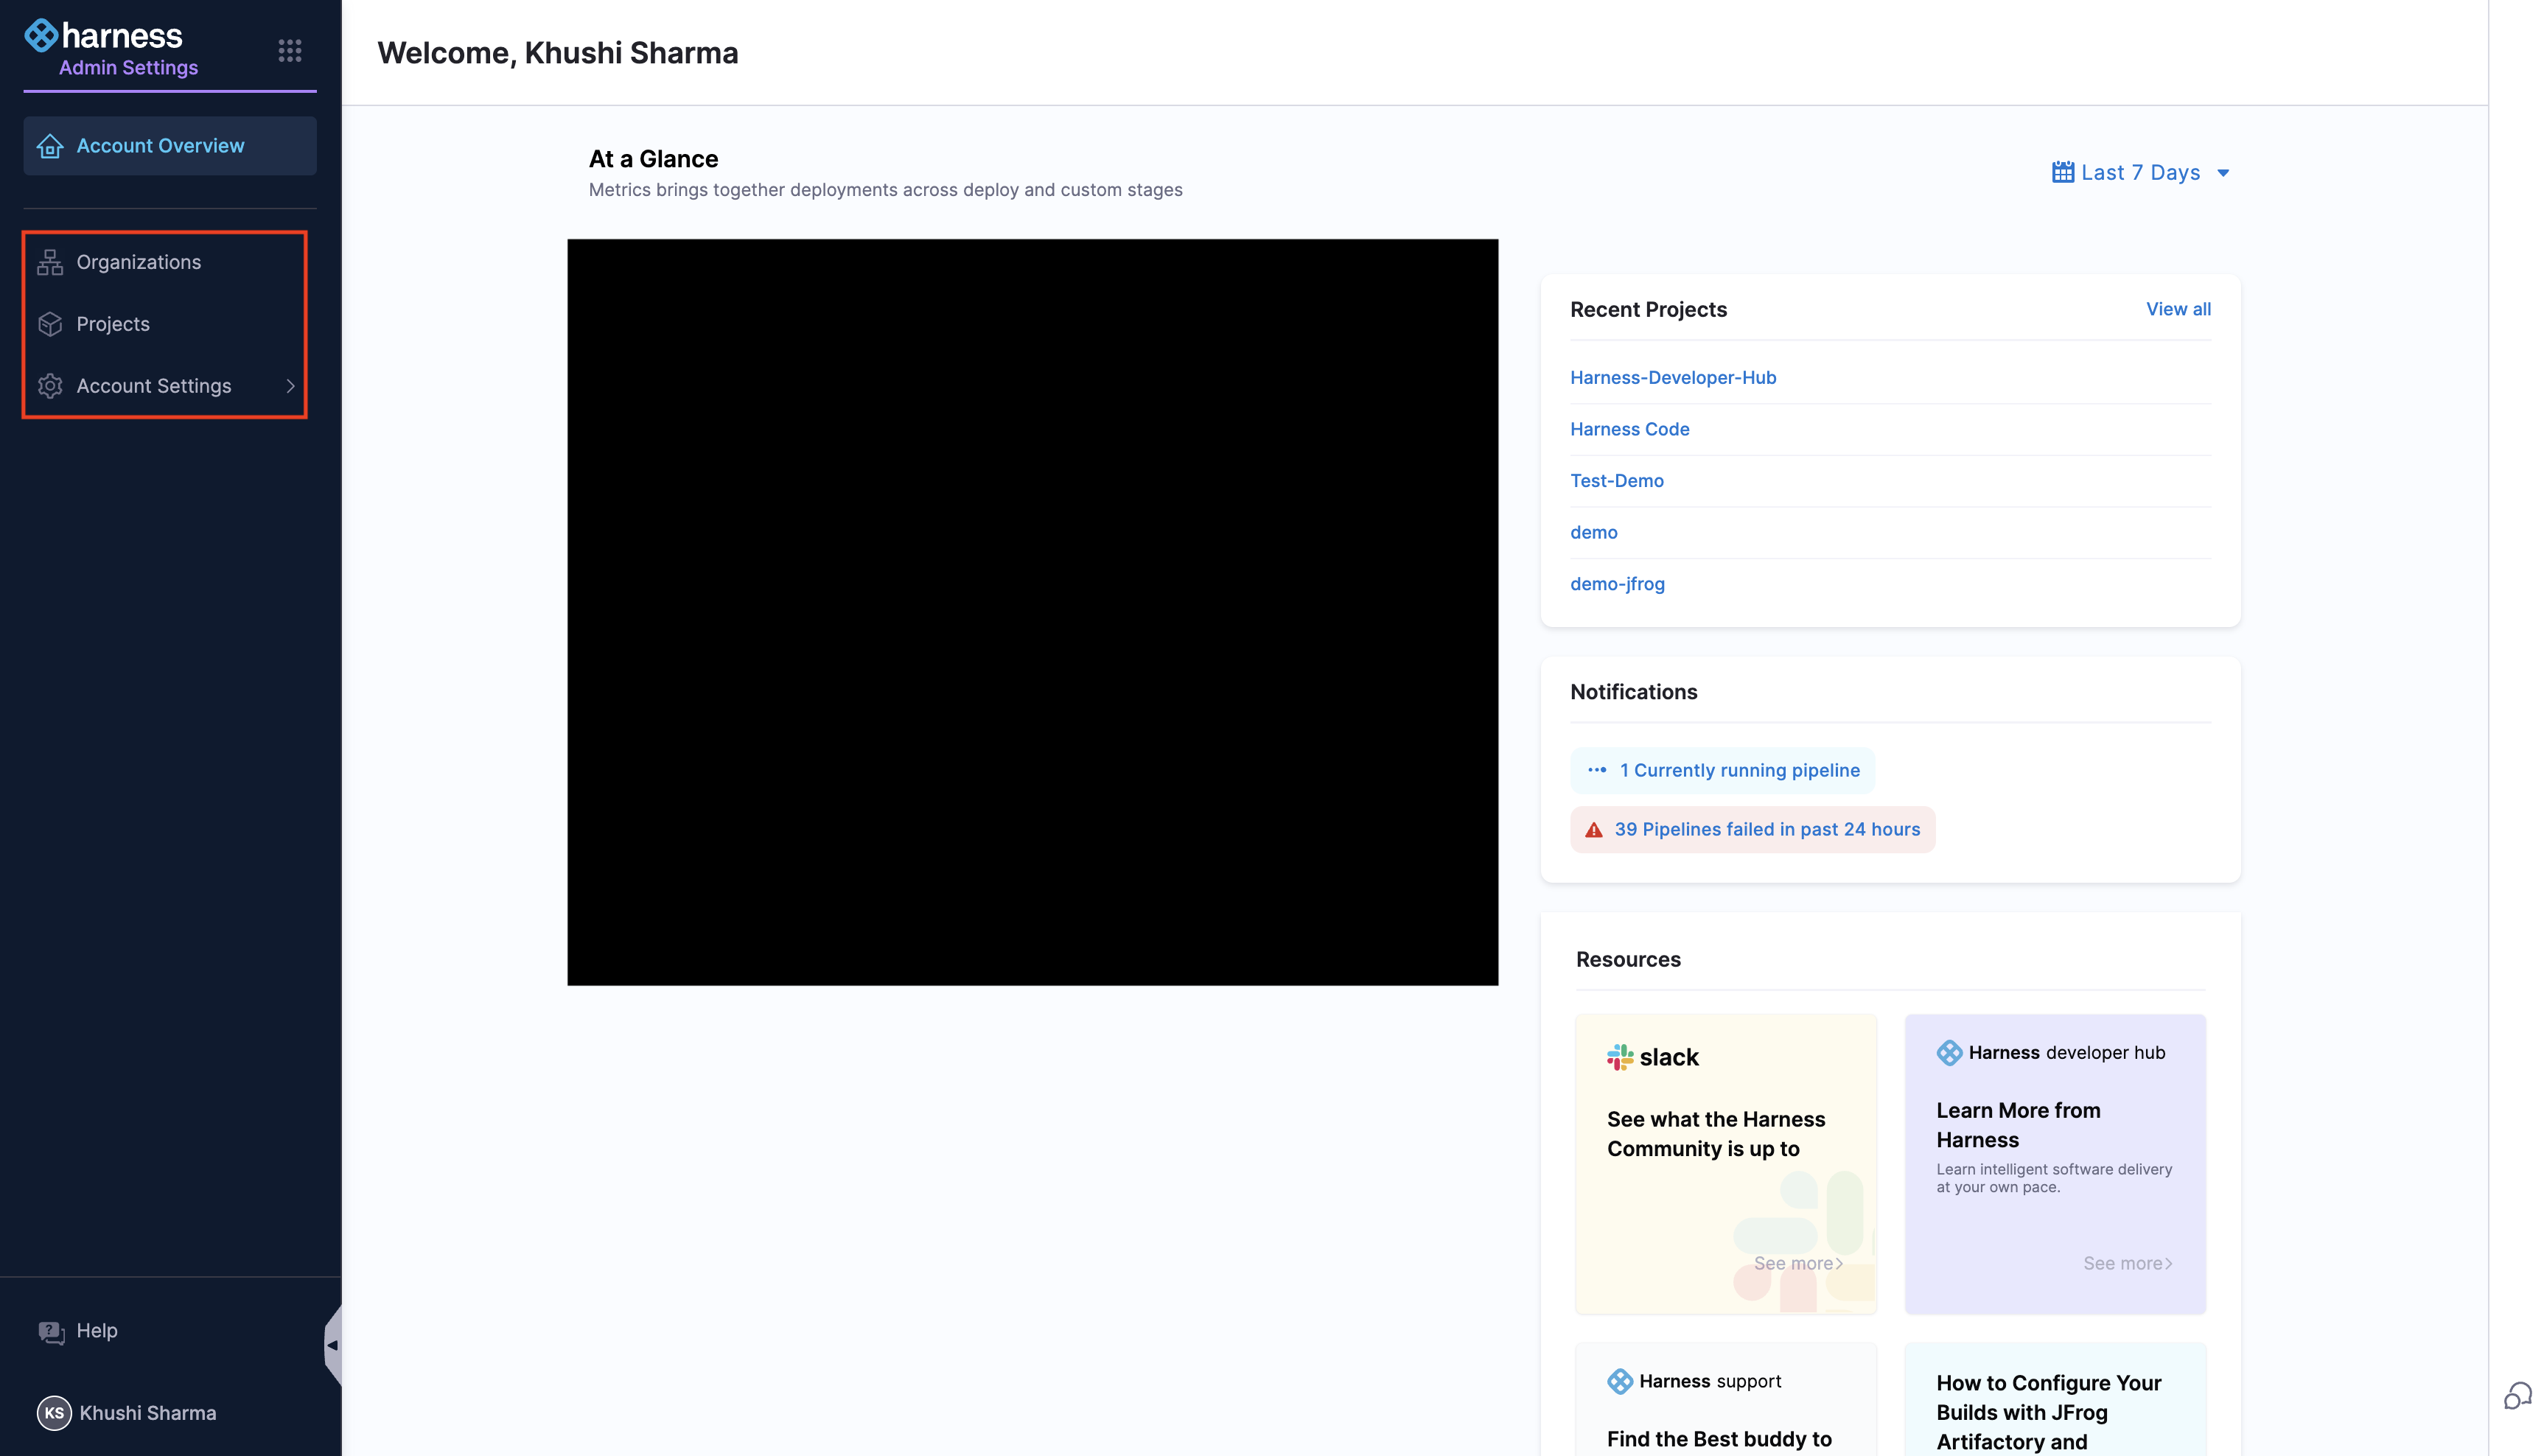 harness
Admin Settings
Account Overview
Organizations
Projects
Account Settings
Help
KS Khushi Sharma
Welcome, Khushi Sharma
At a Glance
Metrics brings together deployments across deploy and custom stages
Last 7 Days
Recent Projects
View all
Harness-Developer-Hub
Harness Code
Test-Demo
demo
demo-jfrog
Notifications
1 Currently running pipeline
39 Pipelines failed in past 24 hours
Resources
slack
See what the Harness
Community is up to
See more
Harness developer hub
Learn More from
Harness
Learn intelligent software delivery
at your own pace.
See more
Harness support
Find the Best buddy to
How to Configure Your
Builds with JFrog
Artifactory and